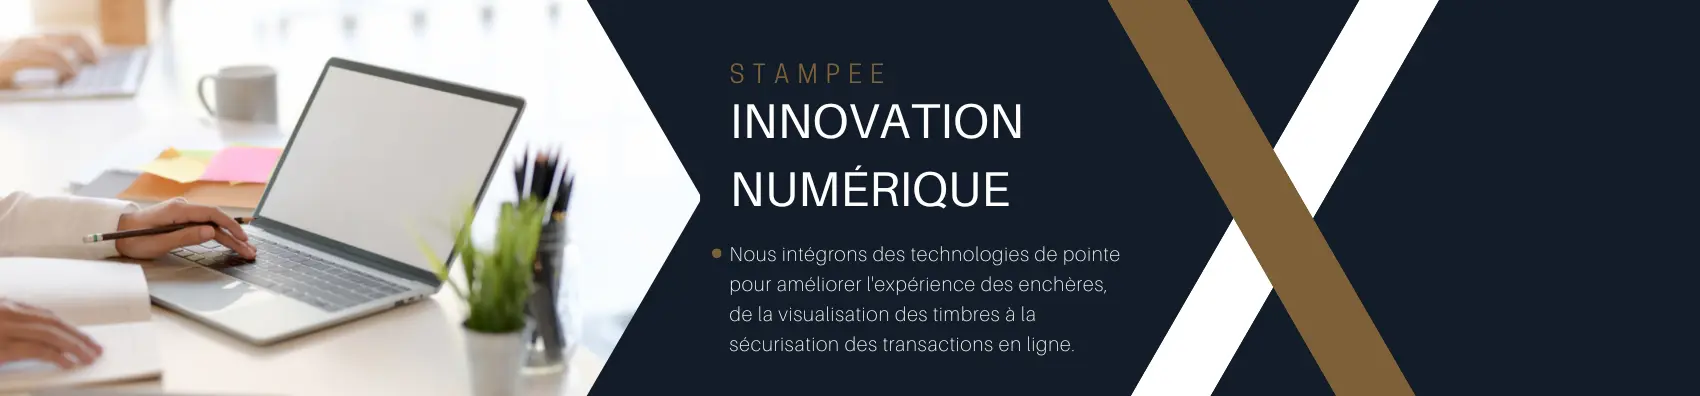 STAMPEE
INNOVATION
NUMÉRIQUE
Nous intégrons des technologies de pointe
pour améliorer l'expérience des enchères,
de la visualisation des timbres à la
sécurisation des transactions en ligne.